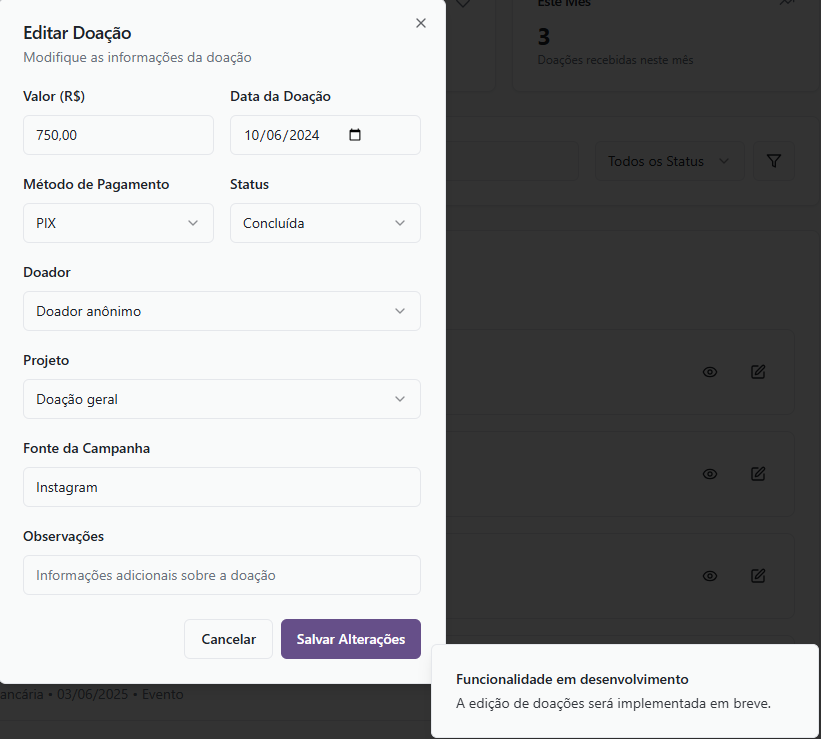 Editar Doação
Modifique as informações da doação
Valor (R$)
Data da Doação
750,00
10/06/2024
Método de Pagamento
Status
PIX
Concluída
Doador
Doador anônimo
Projeto
Doação geral
Fonte da Campanha
Instagram
Observações
Informações adicionais sobre a doação
Cancelar
Salvar Alterações
Este Mês
3
Doações recebidas neste mês
Todos os Status
ancária • 03/06/2025 • Evento
Funcionalidade em desenvolvimento
A edição de doações será implementada em breve.